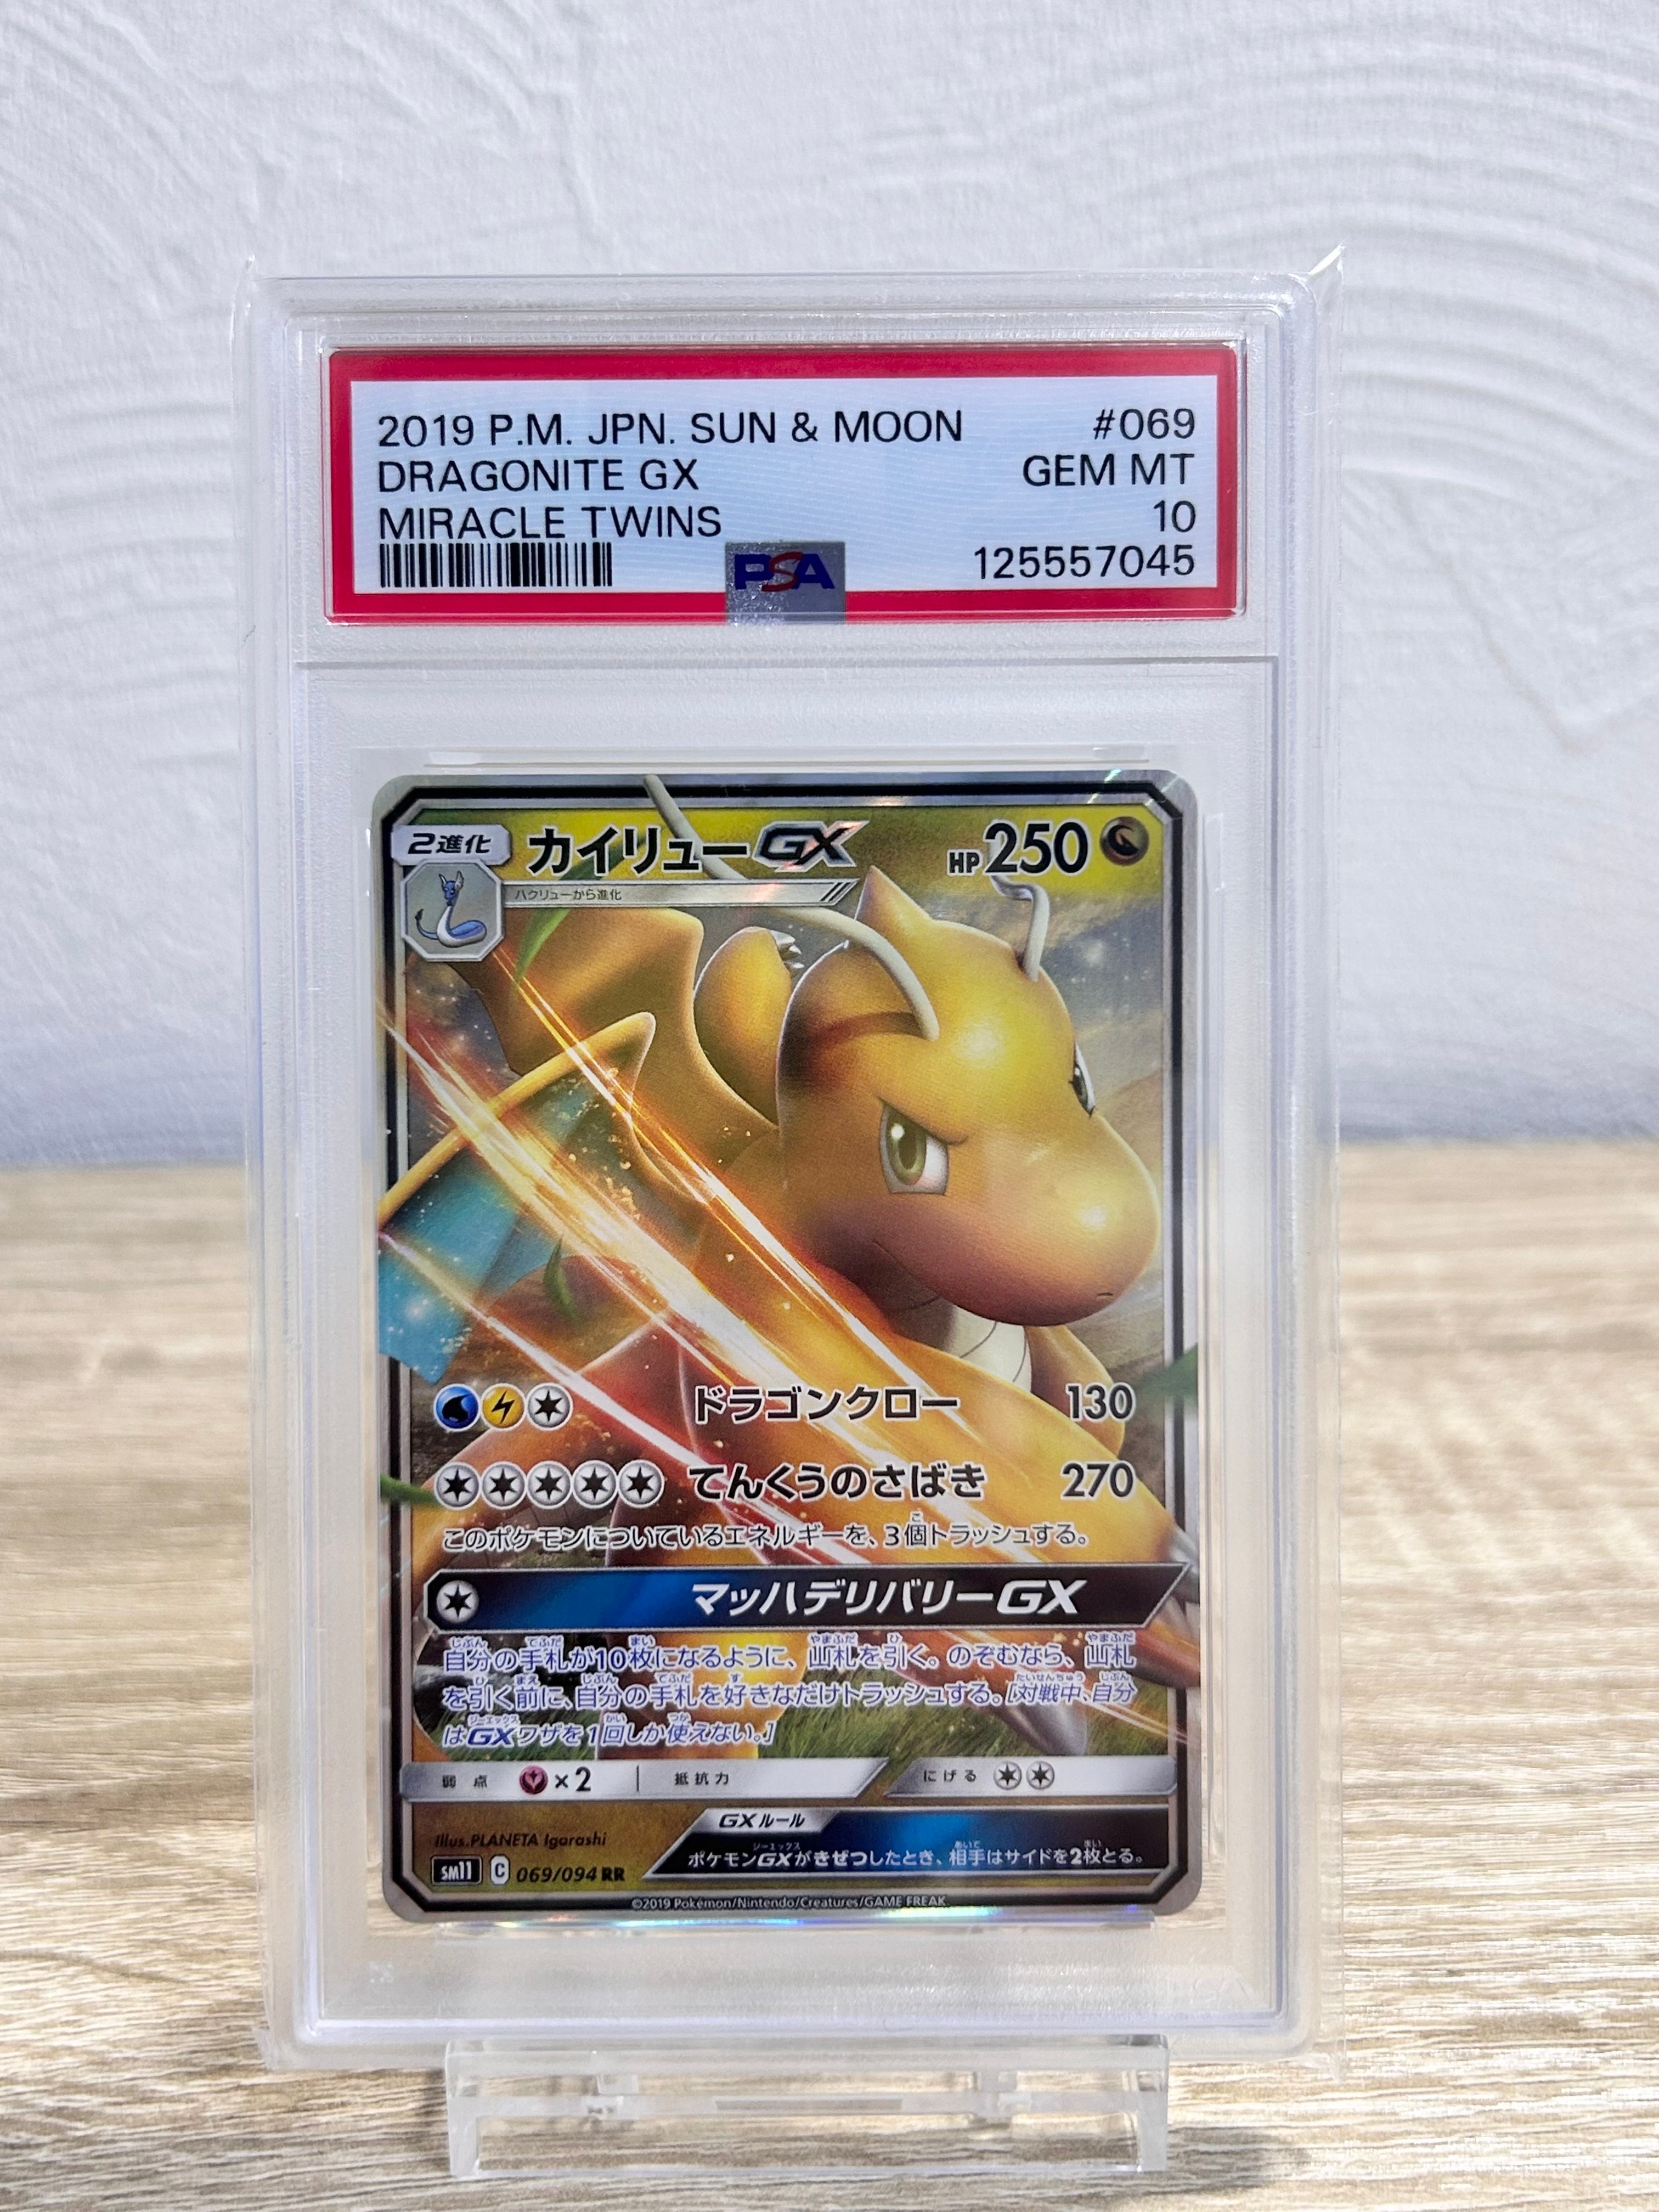 2019 P.M. JPN. SUN & MOON #069
DRAGONITE GX GEM MT
MIRACLE TWINS 10
PSA 125557045
2進化 カイリューGX HP250
ハクリューから進化
ドラゴンクロー 130
てんくうのさばき 270
このポケモンについているエネルギーを、3個トラッシュする。
マッハデリバリーGX
自分の手札が10枚になるように、山札を引く。のぞむなら、山札
を引く前に、自分の手札を好きなだけトラッシュする。[対戦中、自分
はGXワザを1回しか使えない。]
弱点 ×2 抵抗力 にげる
GXルール
ポケモンGXがきぜつしたとき、相手はサイドを2枚とる。
Illus.PLANETA Igarashi
SM11 C 069/094 RR
©2019 Pokémon/Nintendo/Creatures/GAME FREAK.